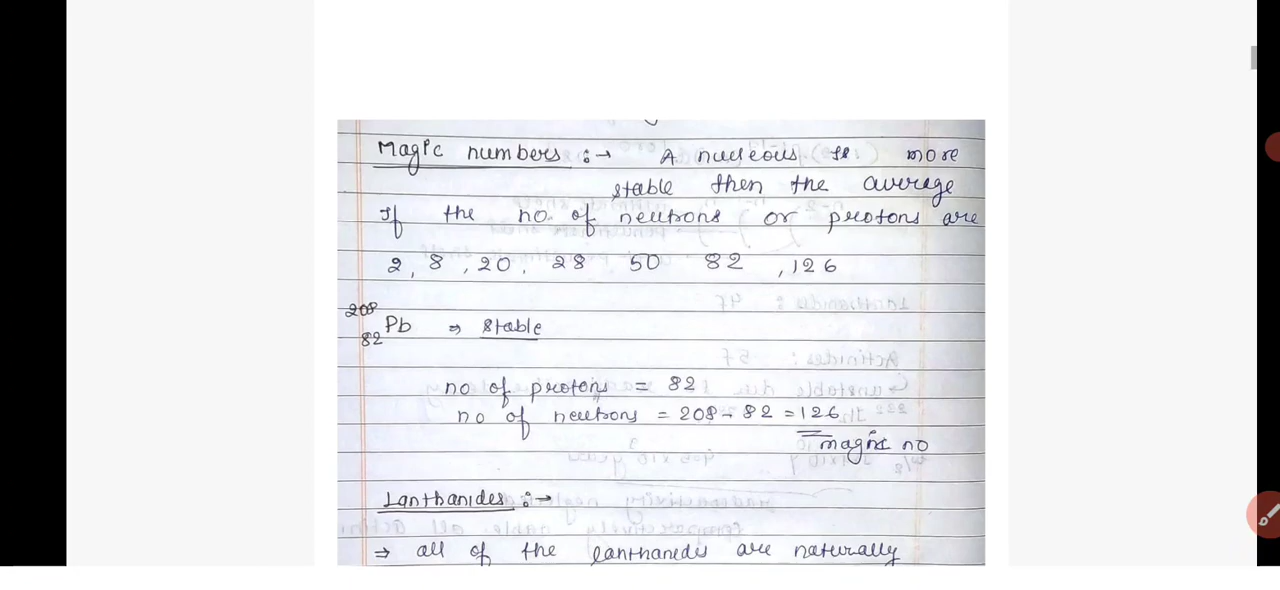 Magic numbers :→ A nucleous is more
stable then the average
If the no. of neutrons or protons are
2, 8, 20, 28 50 82 , 126
208
82 Pb ⇒ stable
no of protons = 82
no of neutrons = 208 - 82 = 126
magic no
Lanthanides :→
⇒ all of the lanthanides are naturally